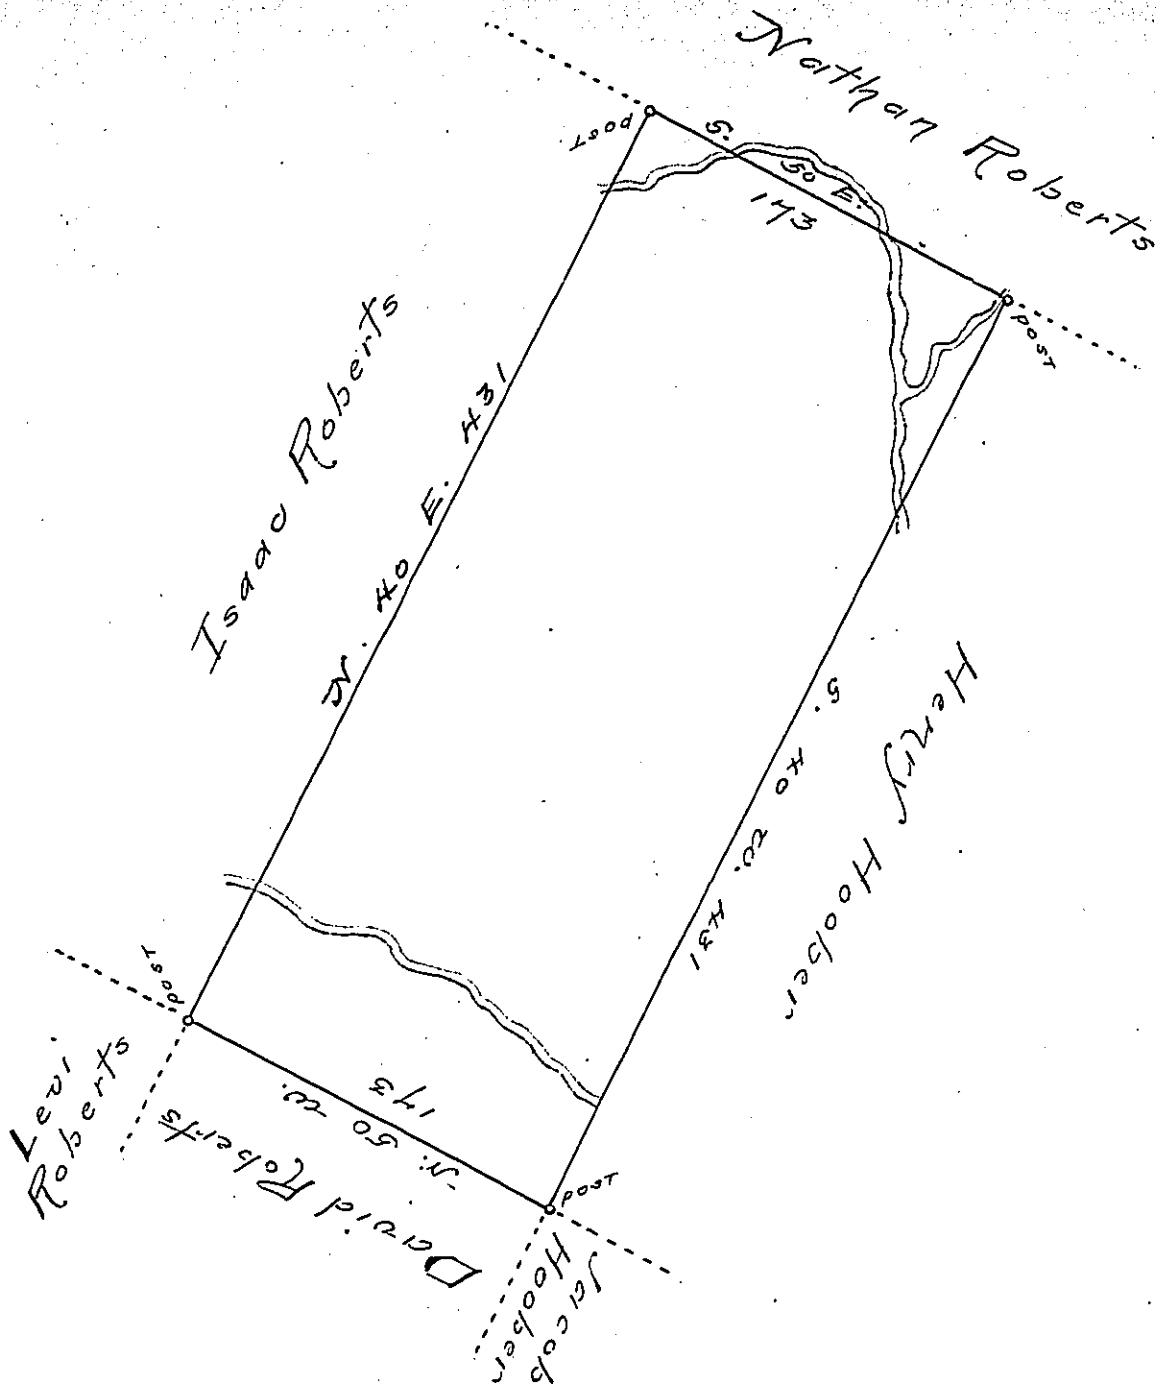 Nathan Roberts
post.
S. 50 E.
173
post
Isaac Roberts
N. 40 E. 431
S. 40 W. 431
Henry Hoober
post
Levi.
Roberts
N. 50 W.
173
David Roberts
post
Jacob
Hoober